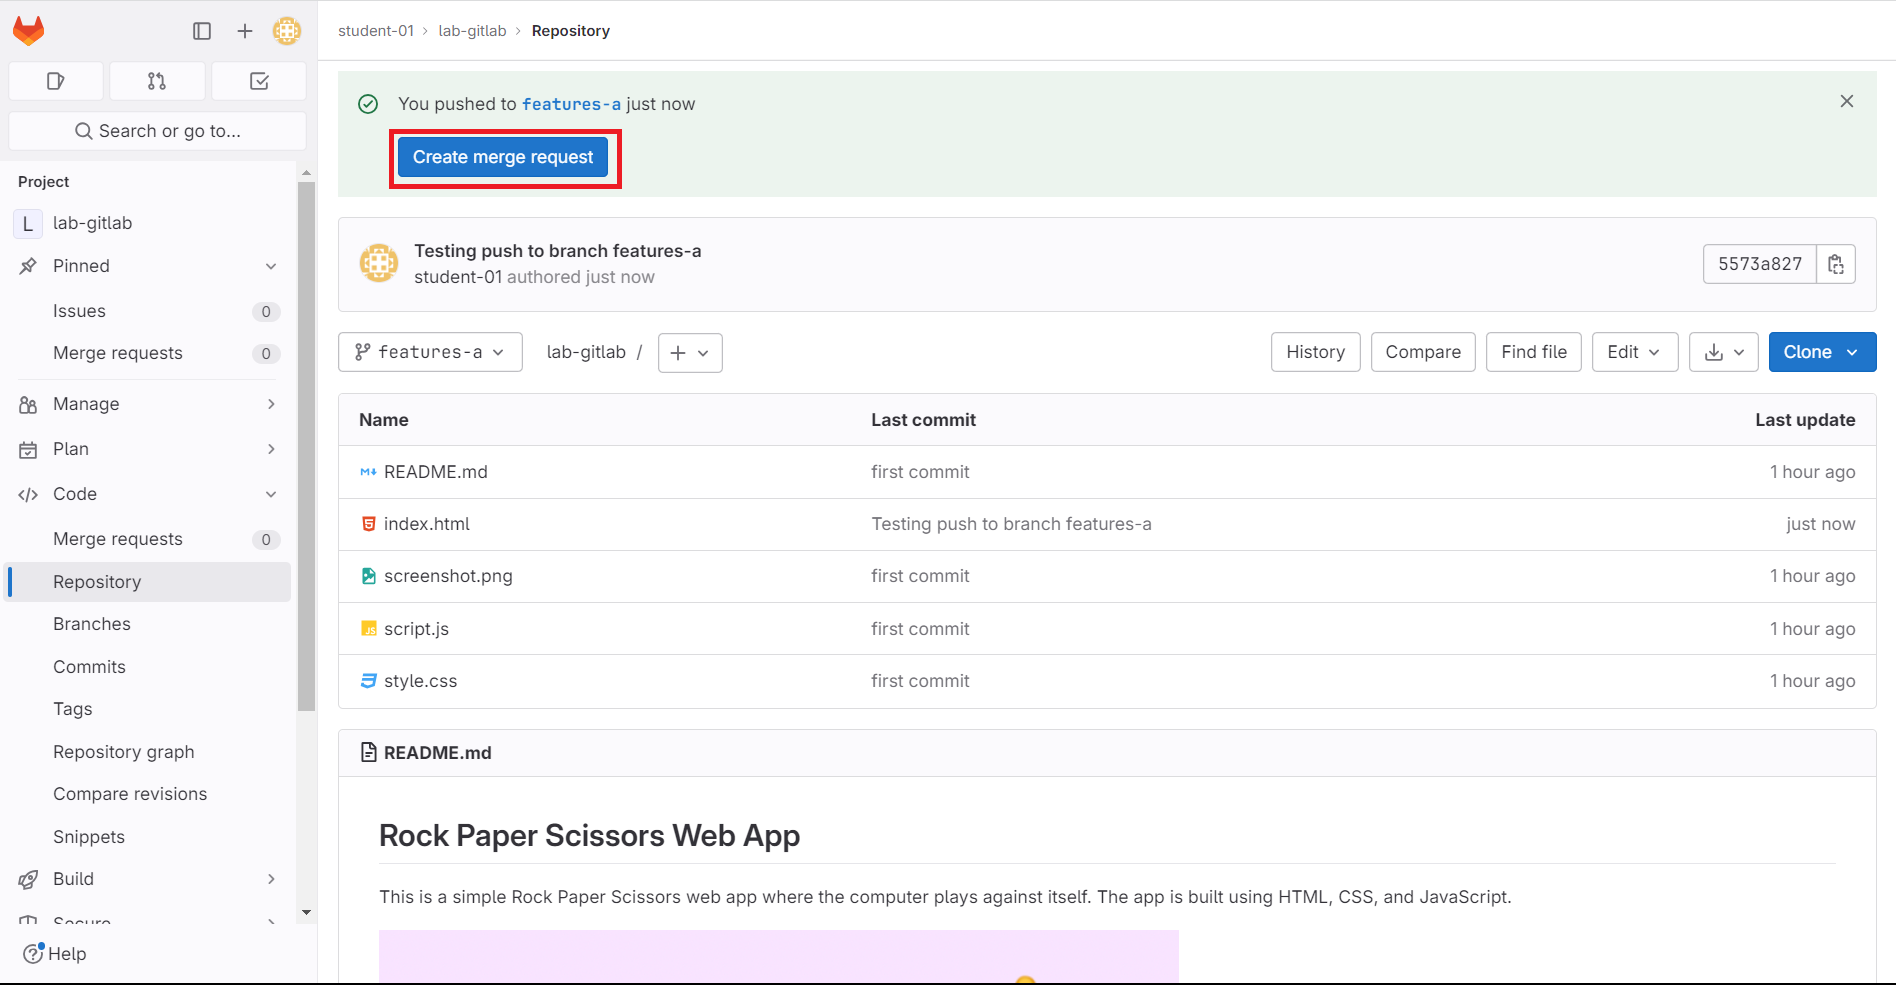 student-01 › lab-gitlab › Repository
Search or go to...
Project
L lab-gitlab
Pinned
Issues 0
Merge requests 0
Manage
Plan
Code
Merge requests 0
Repository
Branches
Commits
Tags
Repository graph
Compare revisions
Snippets
Build
Secure
Help
You pushed to features-a just now
Create merge request
Testing push to branch features-a
student-01 authored just now
5573a827
features-a
lab-gitlab /
History
Compare
Find file
Edit
Clone
Name Last commit Last update
README.md first commit 1 hour ago
index.html Testing push to branch features-a just now
screenshot.png first commit 1 hour ago
script.js first commit 1 hour ago
style.css first commit 1 hour ago
README.md
Rock Paper Scissors Web App
This is a simple Rock Paper Scissors web app where the computer plays against itself. The app is built using HTML, CSS, and JavaScript.